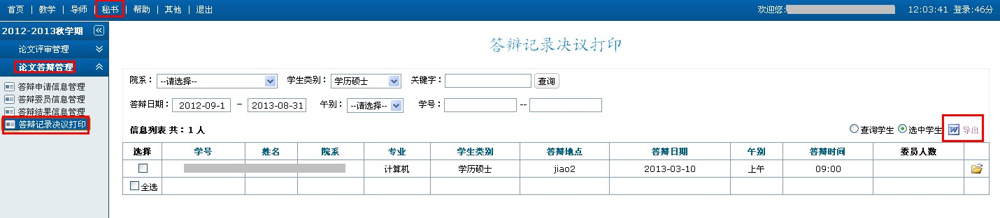 首页 | 教学 | 导师 | 秘书 | 帮助 | 其他 | 退出 欢迎您: 12:03:41 登录:46分
2012-2013秋学期
论文评审管理
论文答辩管理
答辩申请信息管理
答辩委员信息管理
答辩结果信息管理
答辩记录决议打印
答辩记录决议打印
院系: --请选择-- 学生类别: 学历硕士 关键字: 查询
答辩日期: 2012-09-1 - 2013-08-31 午别: --请选择-- 学号: --
信息列表 共:1 人 查询学生 选中学生 导出
选择 学号 姓名 院系 专业 学生类别 答辩地点 答辩日期 午别 答辩时间 委员人数
计算机 学历硕士 jiao2 2013-03-10 上午 09:00
全选